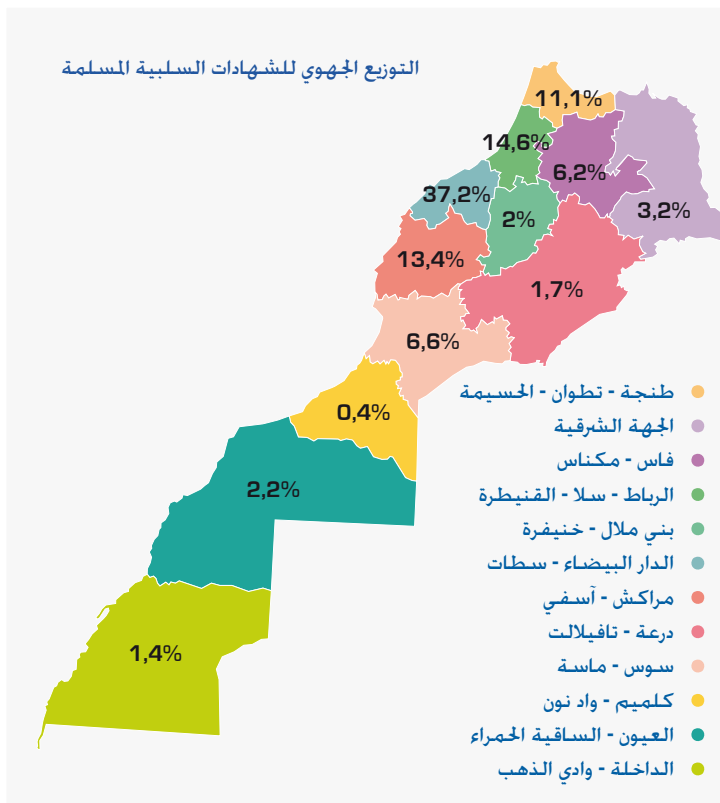 التوزيع الجهوي للشهادات السلبية المسلمة
11,1%
14,6%
6,2%
37,2%
3,2%
2%
13,4%
1,7%
6,6%
0,4%
2,2%
1,4%
طنجة - تطوان - الحسيمة
الجهة الشرقية
فاس - مكناس
الرباط - سلا - القنيطرة
بني ملال - خنيفرة
الدار البيضاء - سطات
مراكش - آسفي
درعة - تافيلالت
سوس - ماسة
كلميم - واد نون
العيون - الساقية الحمراء
الداخلة - وادي الذهب